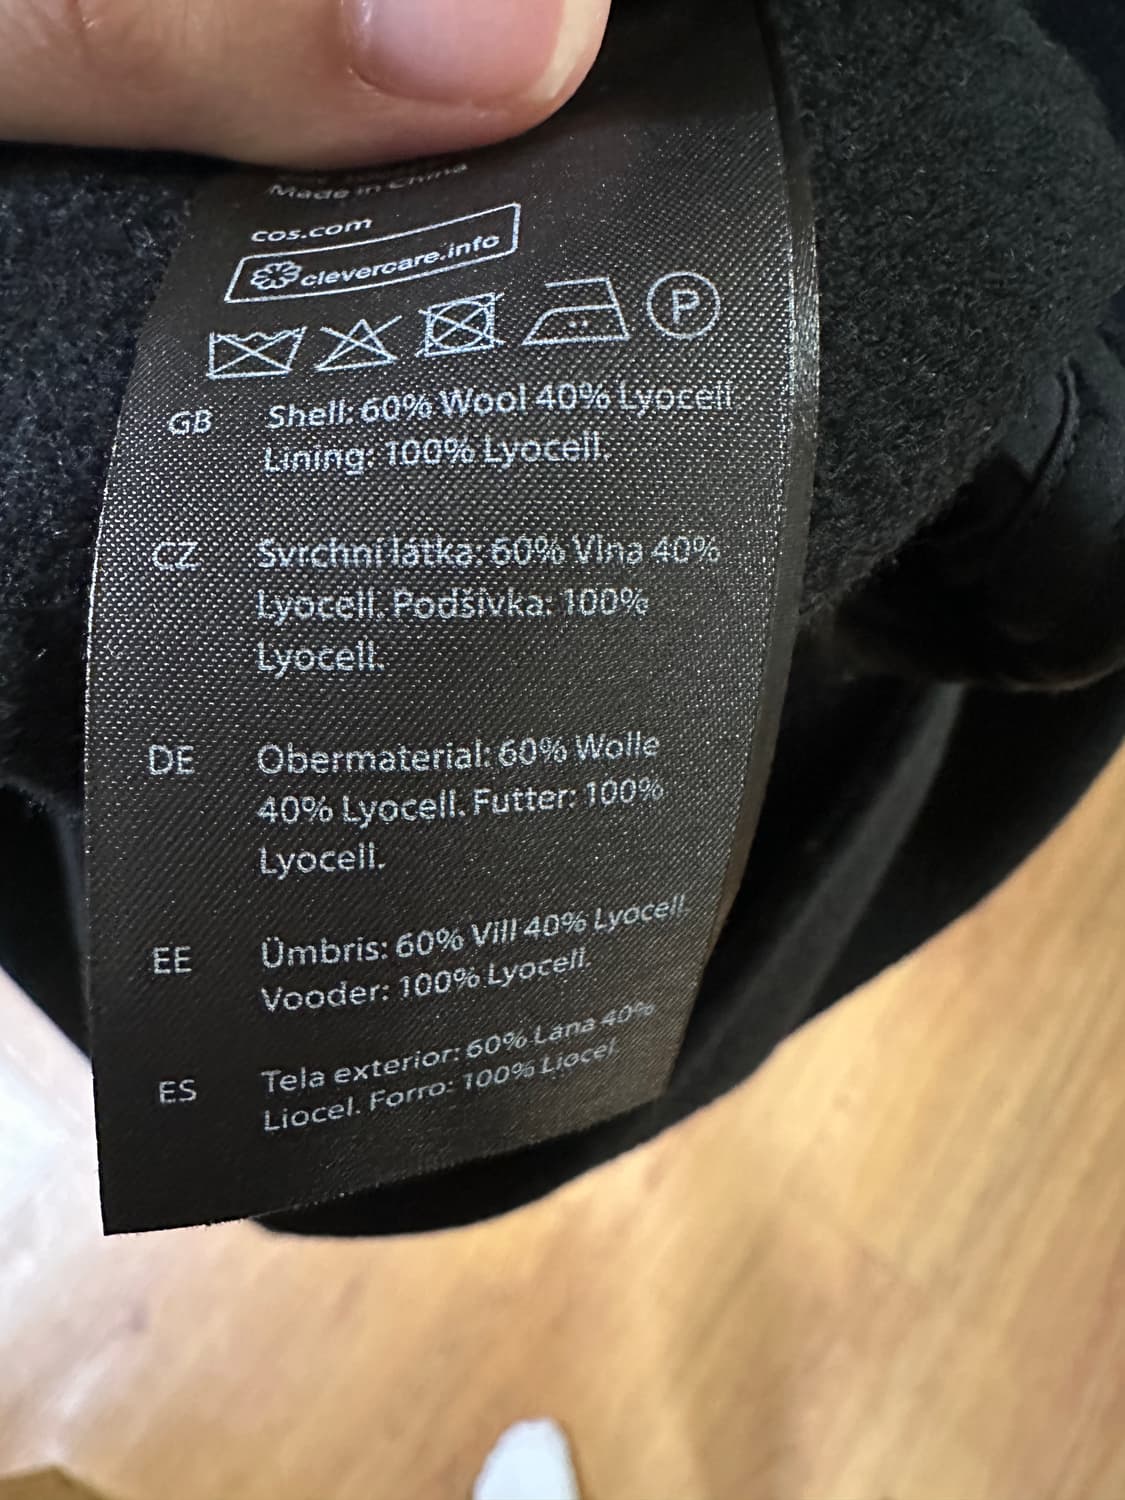 Made in China
cos.com
clevercare.info
P
GB Shell: 60% Wool 40% Lyocell
Lining: 100% Lyocell.
CZ Svrchní látka: 60% Vlna 40%
Lyocell. Podšívka: 100%
Lyocell.
DE Obermaterial: 60% Wolle
40% Lyocell. Futter: 100%
Lyocell.
EE Ümbris: 60% Vill 40% Lyocell.
Vooder: 100% Lyocell.
ES Tela exterior: 60% Lana 40%
Liocel. Forro: 100% Liocel.